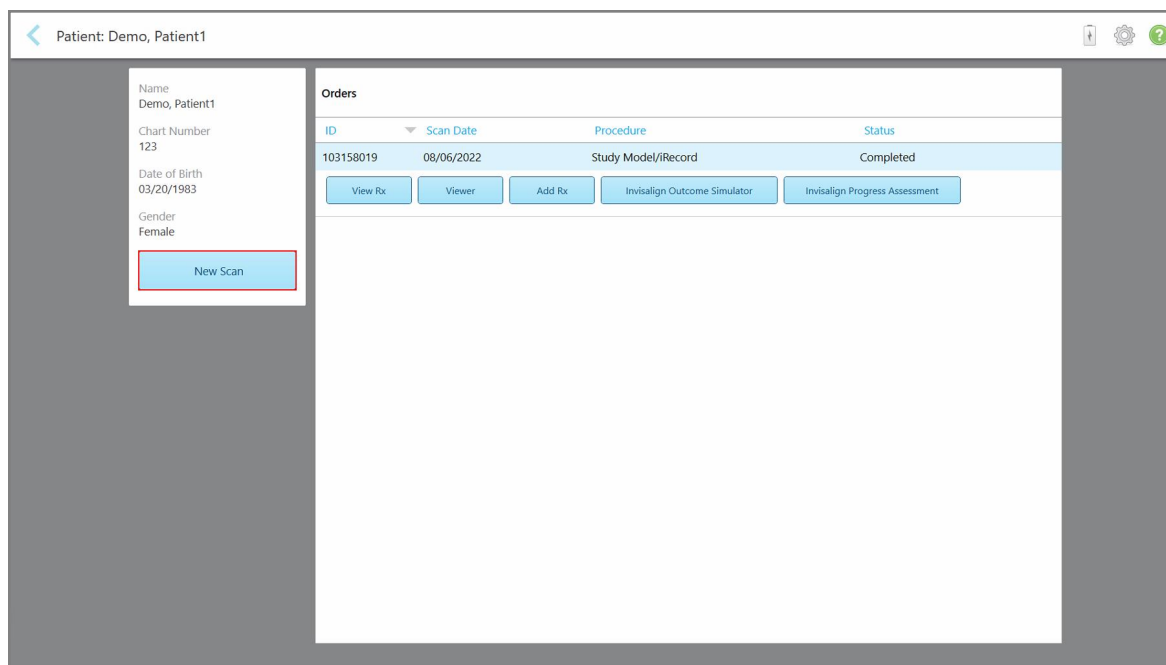 Patient: Demo, Patient1
?
Name
Demo, Patient1
Chart Number
123
Date of Birth
03/20/1983
Gender
Female
New Scan
Orders
ID Scan Date Procedure Status
103158019 08/06/2022 Study Model/iRecord Completed
View Rx Viewer Add Rx Invisalign Outcome Simulator Invisalign Progress Assessment